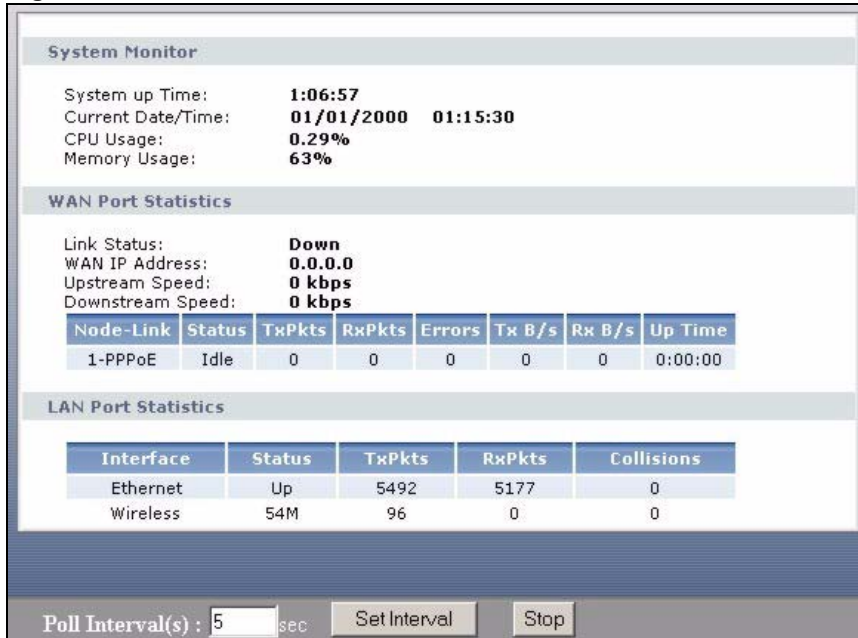 System Monitor
System up Time: 1:06:57
Current Date/Time: 01/01/2000 01:15:30
CPU Usage: 0.29%
Memory Usage: 63%
WAN Port Statistics
Link Status: Down
WAN IP Address: 0.0.0.0
Upstream Speed: 0 kbps
Downstream Speed: 0 kbps
Node-Link Status TxPkts RxPkts Errors Tx B/s Rx B/s Up Time
1-PPPoE Idle 0 0 0 0 0 0:00:00
LAN Port Statistics
Interface Status TxPkts RxPkts Collisions
Ethernet Up 5492 5177 0
Wireless 54M 96 0 0
Poll Interval(s) : 5 sec Set Interval Stop